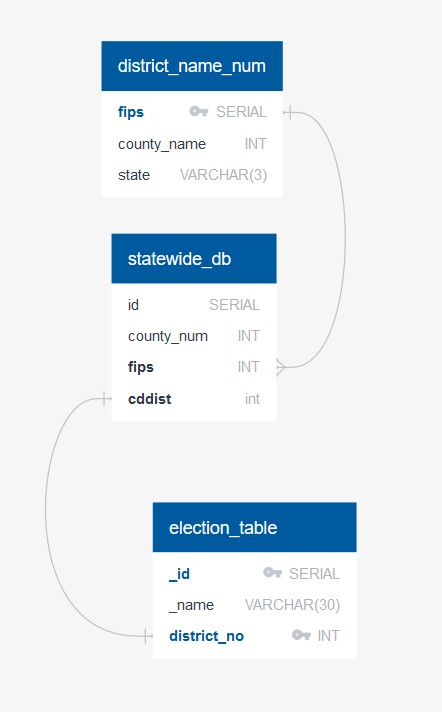 district_name_num
fips SERIAL
county_name INT
state VARCHAR(3)
statewide_db
id SERIAL
county_num INT
fips INT
cddist int
election_table
_id SERIAL
_name VARCHAR(30)
district_no INT